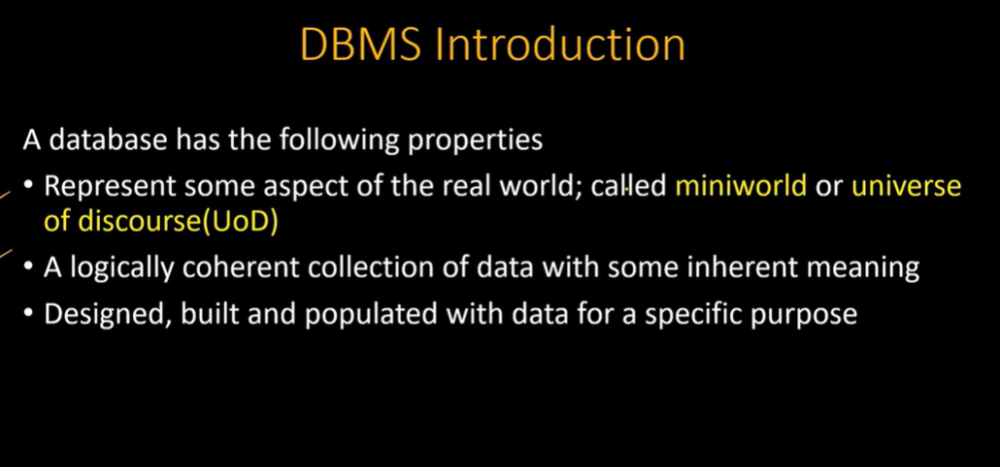 DBMS Introduction
A database has the following properties
• Represent some aspect of the real world; called miniworld or universe
of discourse(UoD)
• A logically coherent collection of data with some inherent meaning
• Designed, built and populated with data for a specific purpose